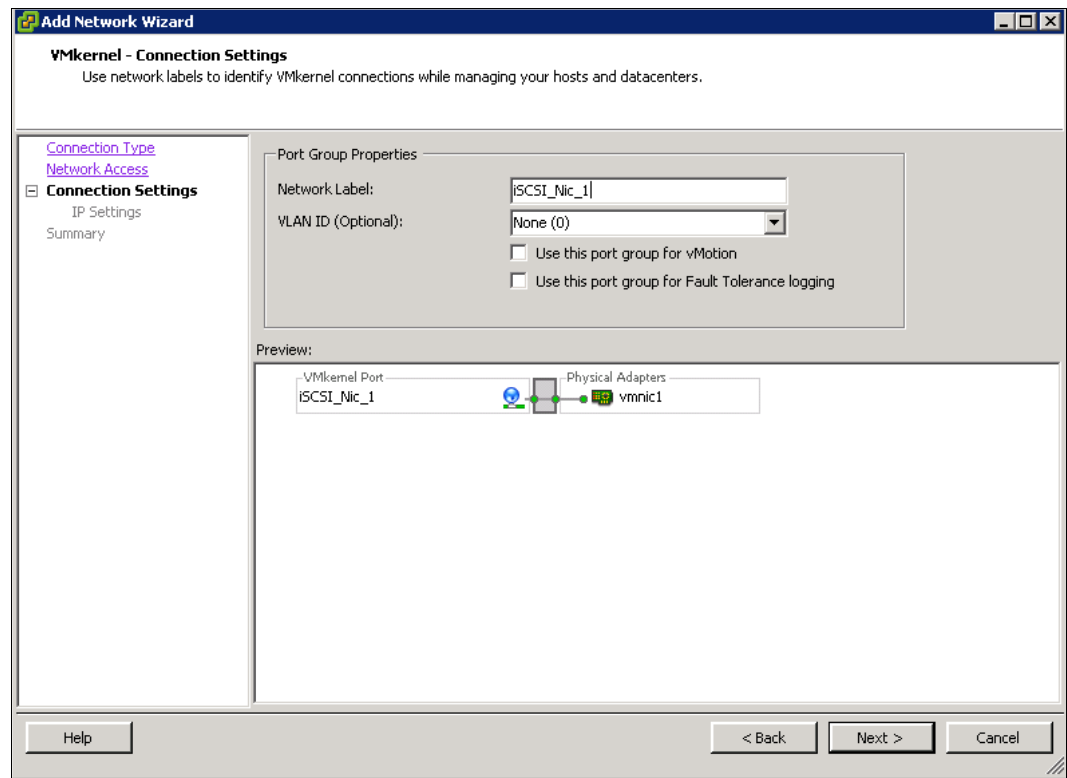 Add Network Wizard
VMkernel - Connection Settings
Use network labels to identify VMkernel connections while managing your hosts and datacenters.
Connection Type
Network Access
Connection Settings
IP Settings
Summary
Port Group Properties
Network Label:
iSCSI_Nic_1
VLAN ID (Optional):
None (0)
Use this port group for vMotion
Use this port group for Fault Tolerance logging
Preview:
VMkernel Port
iSCSI_Nic_1
Physical Adapters
vmnic1
Help
< Back
Next >
Cancel